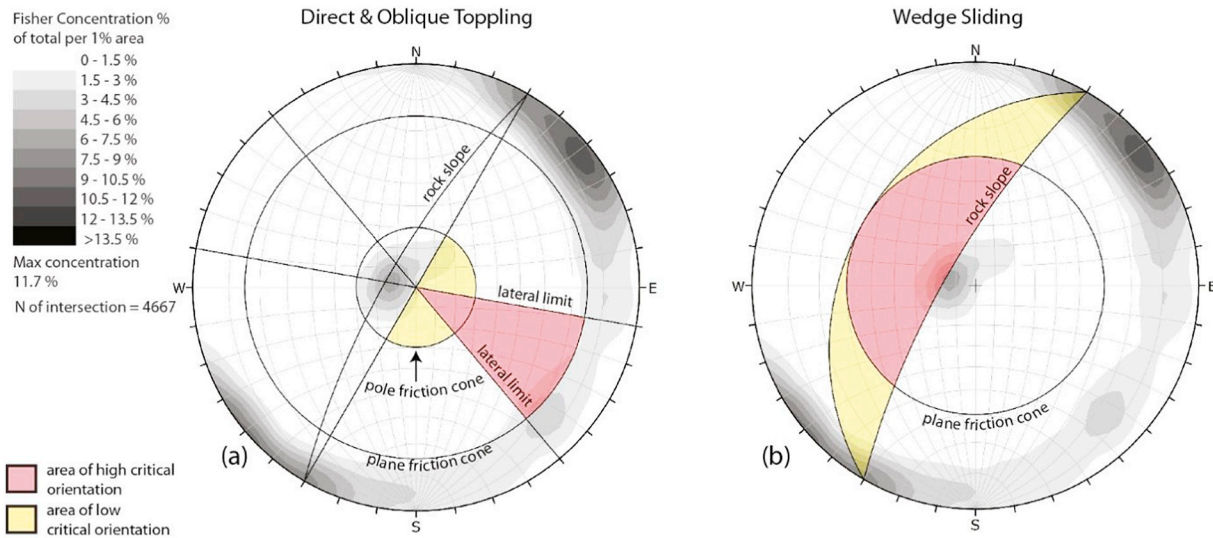 Fisher Concentration %
of total per 1% area
0 - 1.5 %
1.5 - 3 %
3 - 4.5 %
4.5 - 6 %
6 - 7.5 %
7.5 - 9 %
9 - 10.5 %
10.5 - 12 %
12 - 13.5 %
>13.5 %
Max concentration
11.7 %
N of intersection = 4667
area of high critical
orientation
area of low
critical orientation
Direct & Oblique Toppling
N
W
E
S
rock slope
lateral limit
lateral limit
pole friction cone
plane friction cone
(a)
Wedge Sliding
N
W
E
S
rock slope
plane friction cone
(b)